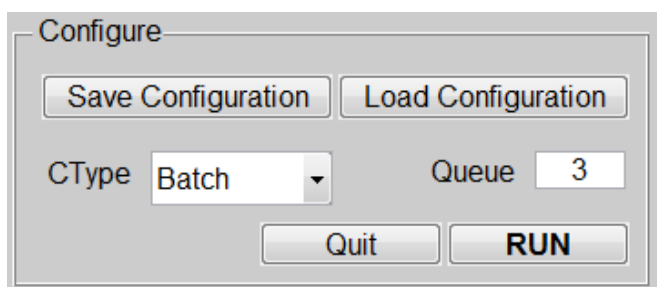 Configure
Save Configuration Load Configuration
CType Batch Queue 3
Quit RUN